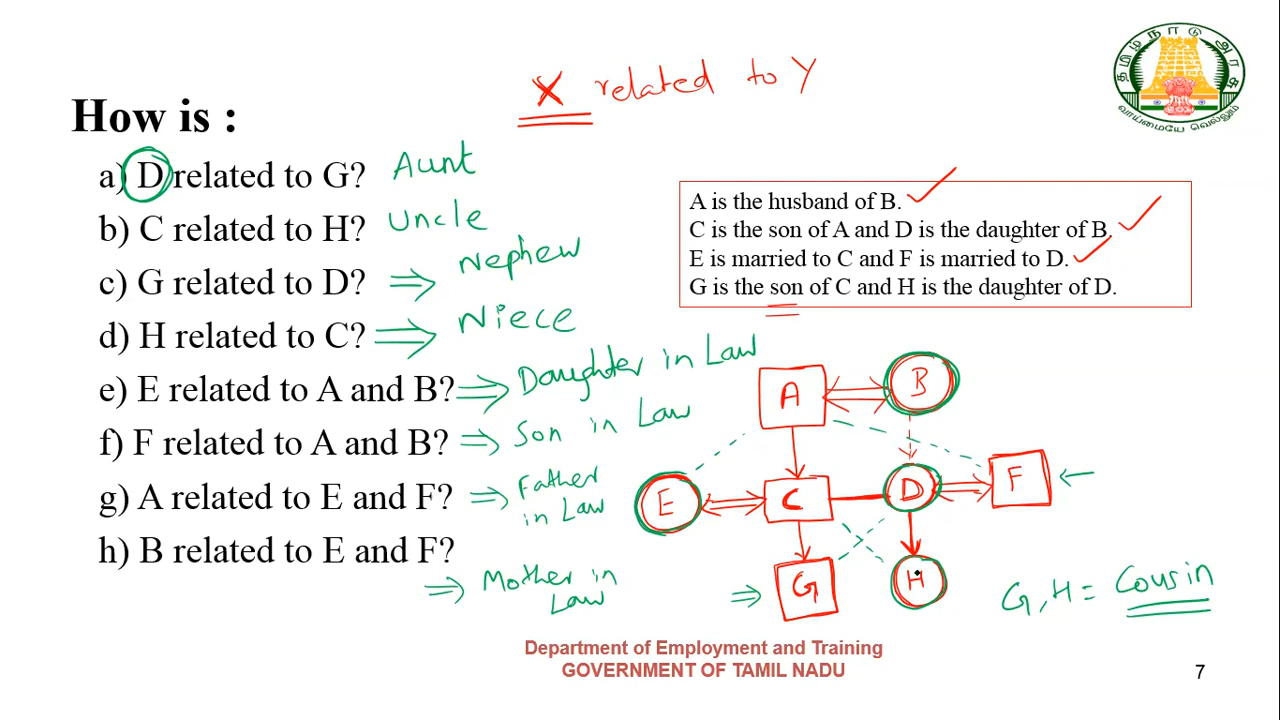 X related to Y
தமிழ்நாடு அரசு
வாய்மையே வெல்லும்
How is :
a) D related to G? Aunt
b) C related to H? Uncle
c) G related to D? ⇒ Nephew
d) H related to C? ⇒ Niece
e) E related to A and B? ⇒ Daughter in Law
f) F related to A and B? ⇒ Son in Law
g) A related to E and F? ⇒ Father
in Law
h) B related to E and F?
⇒ Mother in
Law
A is the husband of B.
C is the son of A and D is the daughter of B.
E is married to C and F is married to D.
G is the son of C and H is the daughter of D.
A B
E C D F
G H
G, H = Cousin
Department of Employment and Training
GOVERNMENT OF TAMIL NADU
7